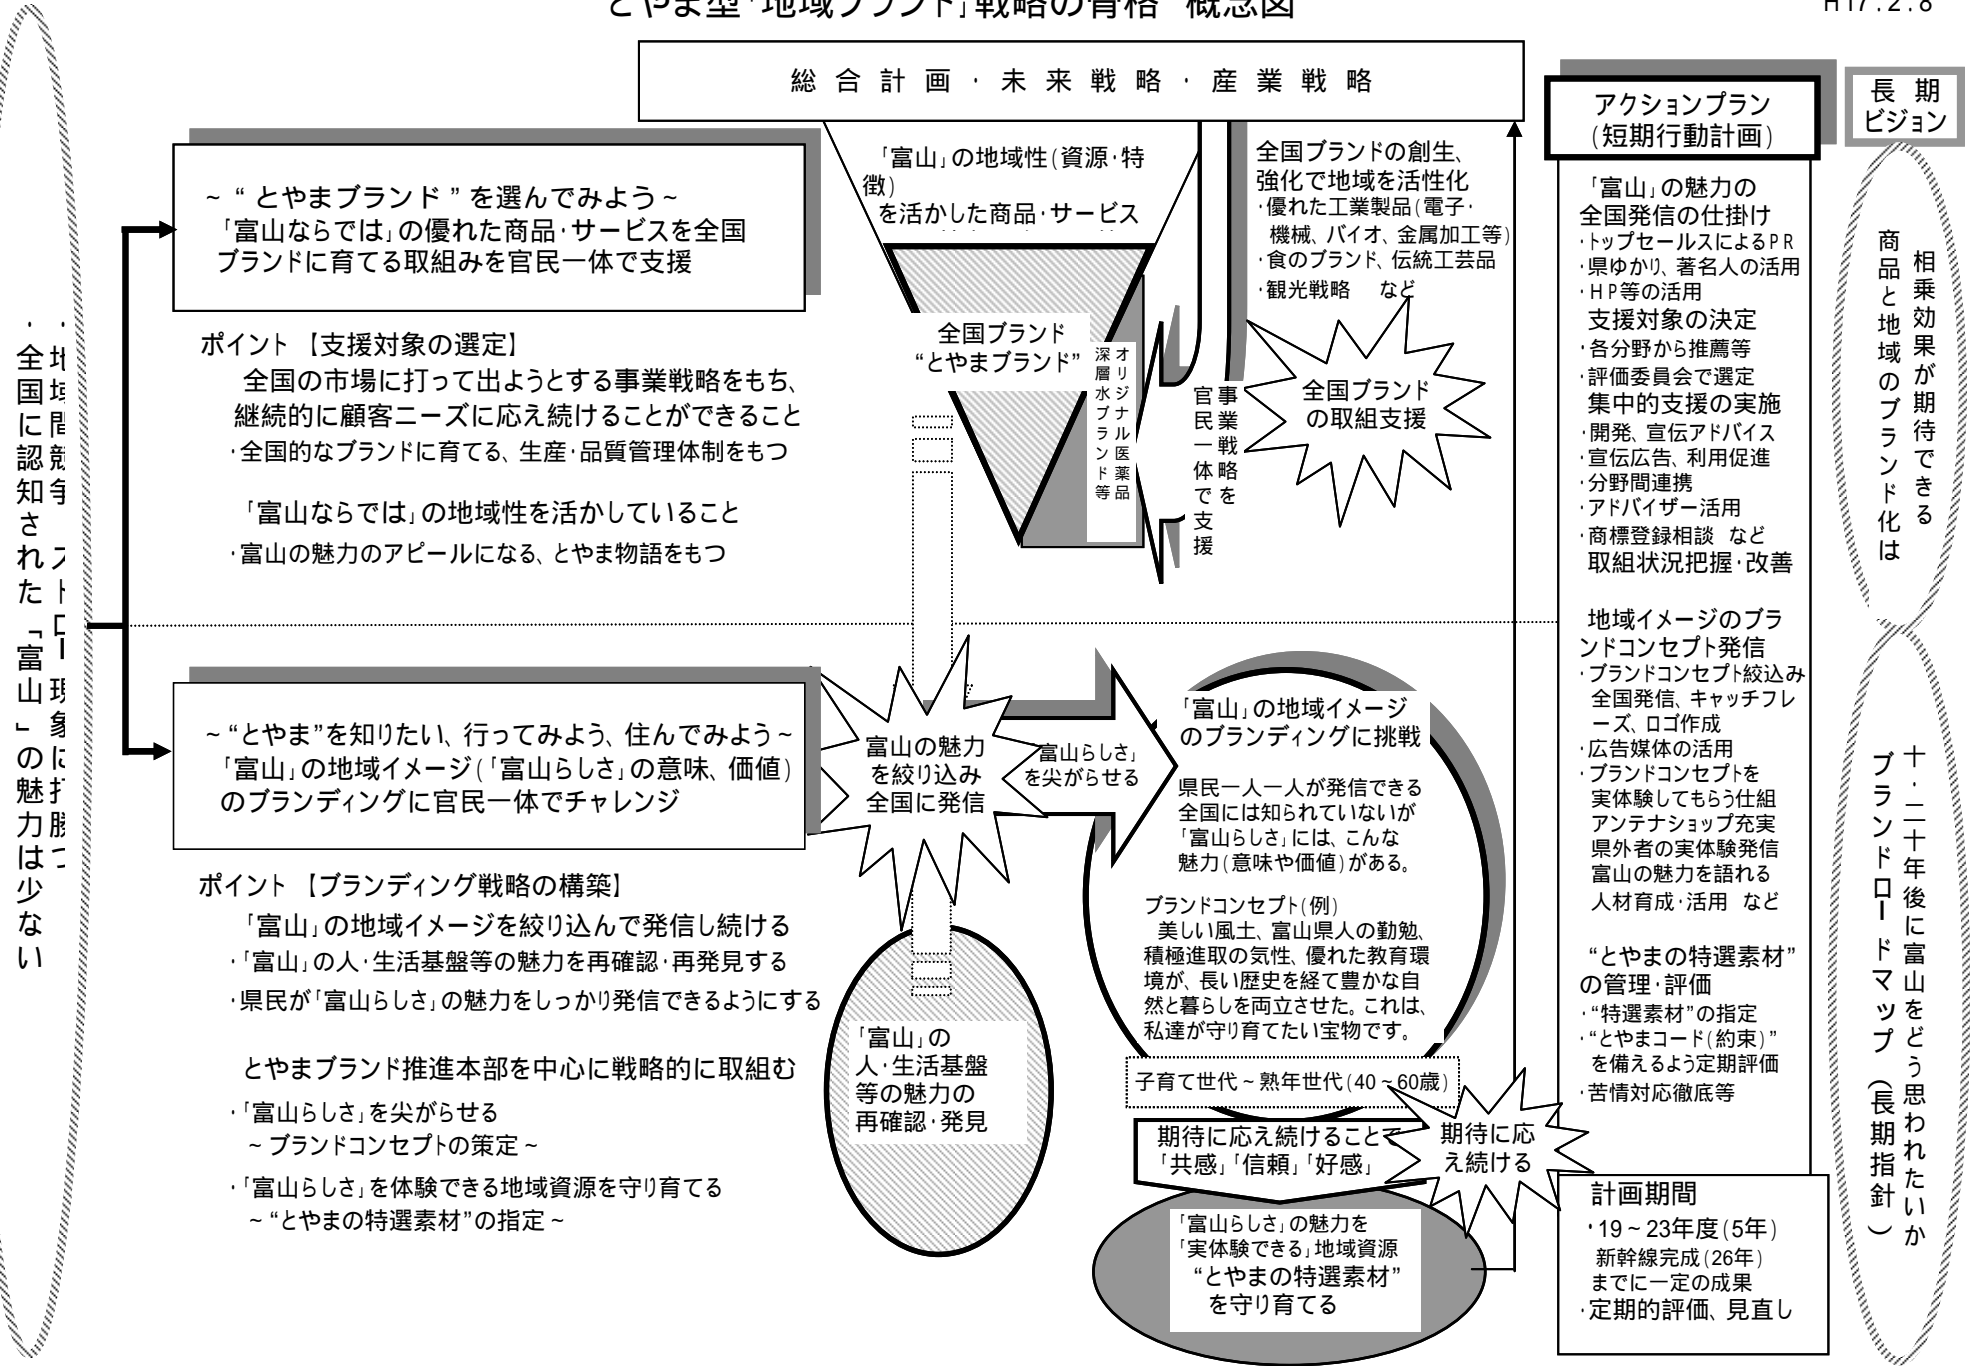 とやま型「地域ブランド」戦略の骨格 概念図
H17.2.8
総合計画・未来戦略・産業戦略
・地域間競争、ストロー現象に打ち勝つ
・全国に認知された「富山」の魅力は少ない
~“とやまブランド”を選んでみよう~
「富山ならでは」の優れた商品・サービスを全国
ブランドに育てる取組みを官民一体で支援
ポイント【支援対象の選定】
全国の市場に打って出ようとする事業戦略をもち、
継続的に顧客ニーズに応え続けることができること
・全国的なブランドに育てる、生産・品質管理体制をもつ
「富山ならでは」の地域性を活かしていること
・富山の魅力のアピールになる、とやま物語をもつ
「富山」の地域性(資源・特
徴)
を活かした商品・サービス
全国ブランド
“とやまブランド”
オリジナル医薬品
深層水ブランド等
事業戦略を
官民一体で支援
全国ブランドの創生、
強化で地域を活性化
・優れた工業製品(電子・
機械、バイオ、金属加工等)
・食のブランド、伝統工芸品
・観光戦略 など
全国ブランド
の取組支援
~“とやま”を知りたい、行ってみよう、住んでみよう~
「富山」の地域イメージ(「富山らしさ」の意味、価値)
のブランディングに官民一体でチャレンジ
ポイント【ブランディング戦略の構築】
「富山」の地域イメージを絞り込んで発信し続ける
・「富山」の人・生活基盤等の魅力を再確認・再発見する
・県民が「富山らしさ」の魅力をしっかり発信できるようにする
とやまブランド推進本部を中心に戦略的に取組む
・「富山らしさ」を尖がらせる
~ブランドコンセプトの策定~
・「富山らしさ」を体験できる地域資源を守り育てる
~“とやまの特選素材”の指定~
富山の魅力
を絞り込み
全国に発信
「富山らしさ」
を尖がらせる
「富山」の
人・生活基盤
等の魅力の
再確認・発見
「富山」の地域イメージ
のブランディングに挑戦
県民一人一人が発信できる
全国には知られていないが
「富山らしさ」には、こんな
魅力(意味や価値)がある。
ブランドコンセプト(例)
美しい風土、富山県人の勤勉、
積極進取の気性、優れた教育環
境が、長い歴史を経て豊かな自
然と暮らしを両立させた。これは、
私達が守り育てたい宝物です。
子育て世代~熟年世代(40~60歳)
期待に応え続けることで
「共感」「信頼」「好感」
期待に応
え続ける
「富山らしさ」の魅力を
「実体験できる」地域資源
“とやまの特選素材”
を守り育てる
アクションプラン
(短期行動計画)
「富山」の魅力の
全国発信の仕掛け
・トップセールスによるPR
・県ゆかり、著名人の活用
・HP等の活用
支援対象の決定
・各分野から推薦等
・評価委員会で選定
集中的支援の実施
・開発、宣伝アドバイス
・宣伝広告、利用促進
・分野間連携
・アドバイザー活用
・商標登録相談 など
取組状況把握・改善
地域イメージのブラ
ンドコンセプト発信
・ブランドコンセプト絞込み
全国発信、キャッチフレ
ーズ、ロゴ作成
・広告媒体の活用
・ブランドコンセプトを
実体験してもらう仕組
アンテナショップ充実
県外者の実体験発信
富山の魅力を語れる
人材育成・活用 など
“とやまの特選素材”
の管理・評価
・“特選素材”の指定
・“とやまコード(約束)”
を備えるよう定期評価
・苦情対応徹底等
計画期間
・19~23年度(5年)
新幹線完成(26年)
までに一定の成果
・定期的評価、見直し
長期
ビジョン
商品と地域のブランド化は
相乗効果が期待できる
十・二十年後に富山をどう思われたいか
ブランドロードマップ(長期指針)